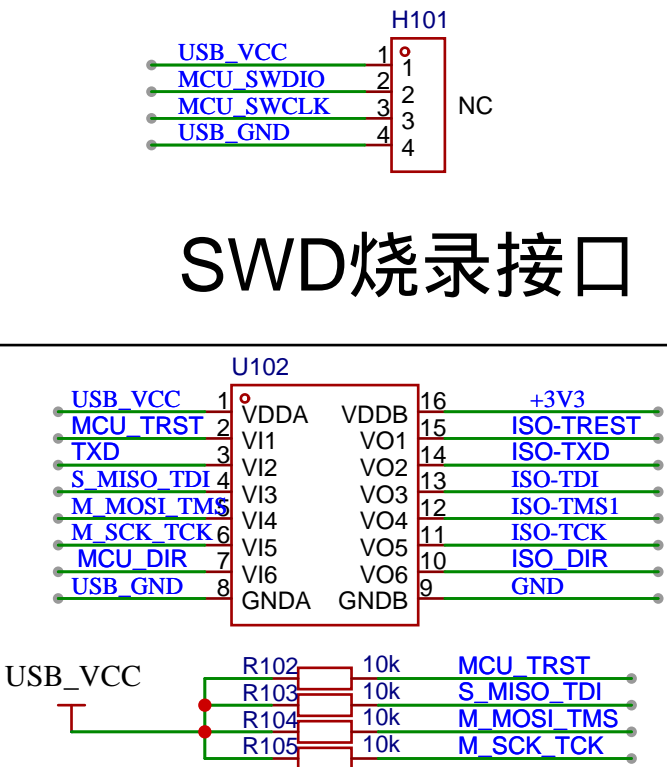 H101
USB_VCC 1 1
MCU_SWDIO 2 2
MCU_SWCLK 3 3 NC
USB_GND 4 4
SWD烧录接口
U102
USB_VCC 1 VDDA VDDB 16 +3V3
MCU_TRST 2 VI1 VO1 15 ISO-TREST
TXD 3 VI2 VO2 14 ISO-TXD
S_MISO_TDI 4 VI3 VO3 13 ISO-TDI
M_MOSI_TMS 5 VI4 VO4 12 ISO-TMS1
M_SCK_TCK 6 VI5 VO5 11 ISO-TCK
MCU_DIR 7 VI6 VO6 10 ISO_DIR
USB_GND 8 GNDA GNDB 9 GND
USB_VCC
R102 10k MCU_TRST
R103 10k S_MISO_TDI
R104 10k M_MOSI_TMS
R105 10k M_SCK_TCK